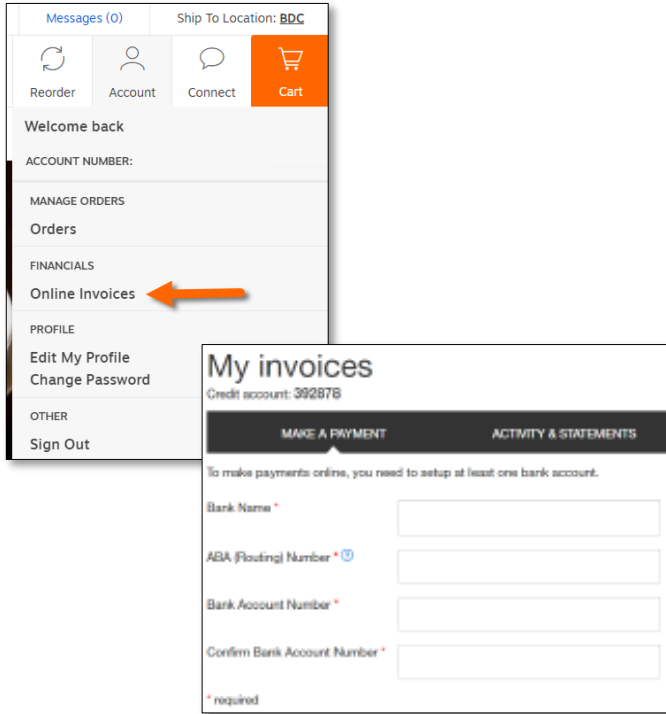 Messages (0) Ship To Location: BDC
Reorder Account Connect Cart
Welcome back
ACCOUNT NUMBER:
MANAGE ORDERS
Orders
FINANCIALS
Online Invoices
PROFILE
Edit My Profile
Change Password
OTHER
Sign Out
My invoices
Credit account: 392878
MAKE A PAYMENT ACTIVITY & STATEMENTS
To make payments online, you need to setup at least one bank account.
Bank Name *
ABA (Routing) Number * ?
Bank Account Number *
Confirm Bank Account Number *
* required